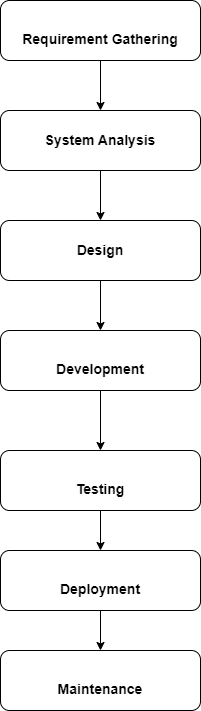 Requirement Gathering
System Analysis
Design
Development
Testing
Deployment
Maintenance